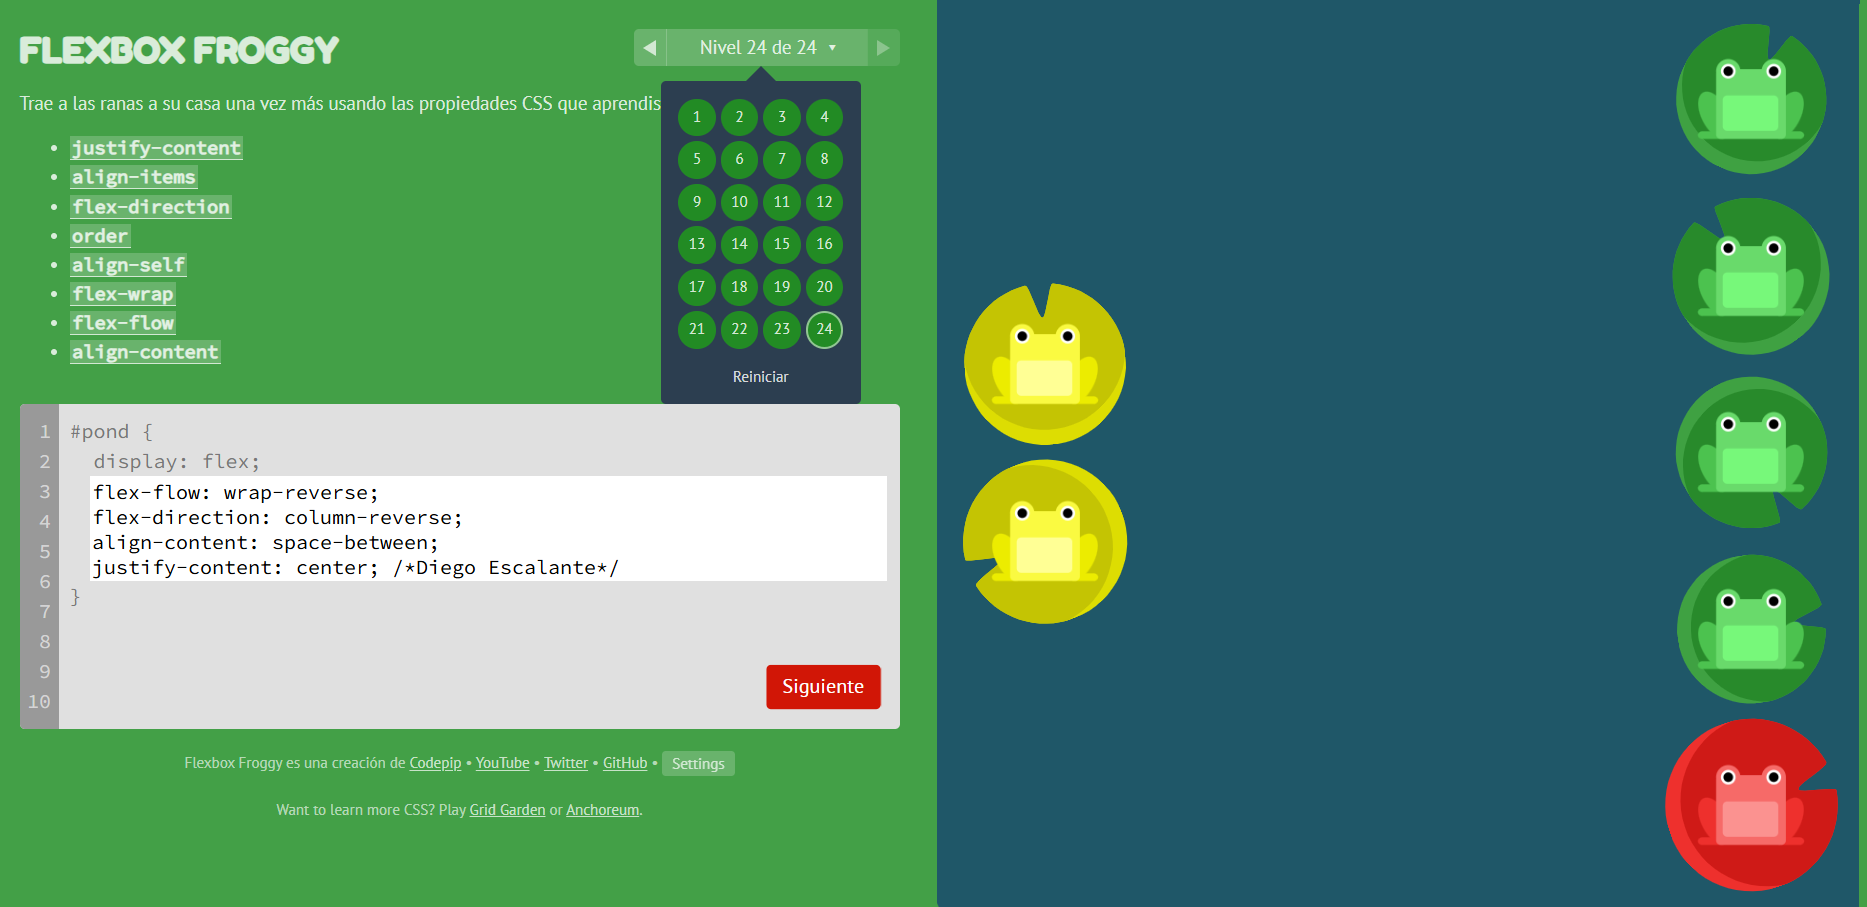 FLEXBOX FROGGY
◀ Nivel 24 de 24 ▼ ▶
Trae a las ranas a su casa una vez más usando las propiedades CSS que aprendis
• justify-content
• align-items
• flex-direction
• order
• align-self
• flex-wrap
• flex-flow
• align-content
1 2 3 4
5 6 7 8
9 10 11 12
13 14 15 16
17 18 19 20
21 22 23 24
Reiniciar
1 #pond {
2 display: flex;
3 flex-flow: wrap-reverse;
4 flex-direction: column-reverse;
5 align-content: space-between;
6 justify-content: center; /*Diego Escalante*/
7 }
8
9
10
Siguiente
Flexbox Froggy es una creación de Codepip • YouTube • Twitter • GitHub • Settings
Want to learn more CSS? Play Grid Garden or Anchoreum.